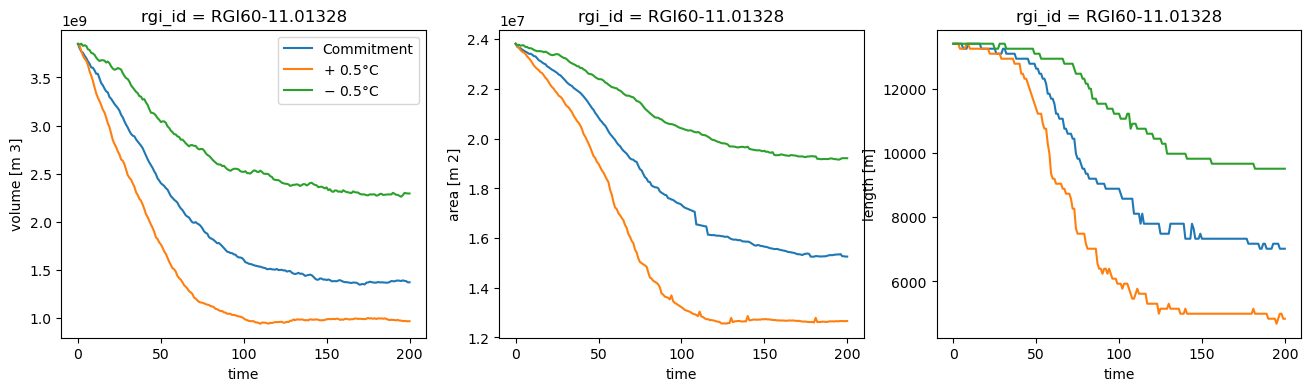 rgi_id = RGI60-11.01328
1e9
Commitment
+ 0.5°C
− 0.5°C
volume [m 3]
3.5
3.0
2.5
2.0
1.5
1.0
0 50 100 150 200
time
rgi_id = RGI60-11.01328
1e7
area [m 2]
2.4
2.2
2.0
1.8
1.6
1.4
1.2
0 50 100 150 200
time
rgi_id = RGI60-11.01328
length [m]
12000
10000
8000
6000
0 50 100 150 200
time